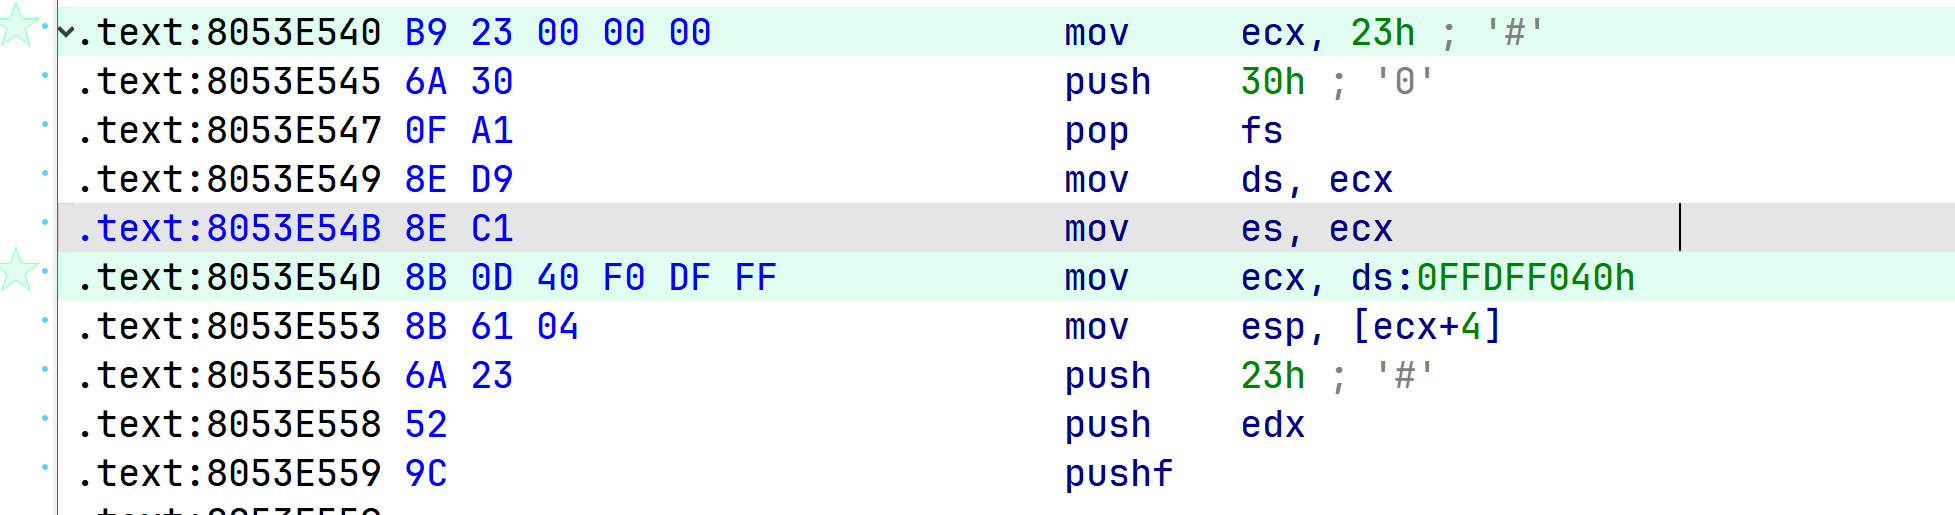 .text:8053E540 B9 23 00 00 00 mov ecx, 23h ; '#'
.text:8053E545 6A 30 push 30h ; '0'
.text:8053E547 0F A1 pop fs
.text:8053E549 8E D9 mov ds, ecx
.text:8053E54B 8E C1 mov es, ecx
.text:8053E54D 8B 0D 40 F0 DF FF mov ecx, ds:0FFDFF040h
.text:8053E553 8B 61 04 mov esp, [ecx+4]
.text:8053E556 6A 23 push 23h ; '#'
.text:8053E558 52 push edx
.text:8053E559 9C pushf